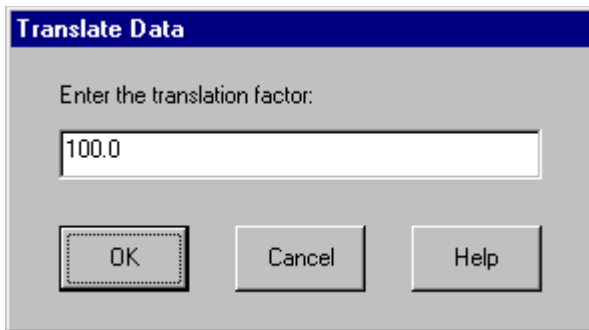 Translate Data
Enter the translation factor:
100.0
OK Cancel Help